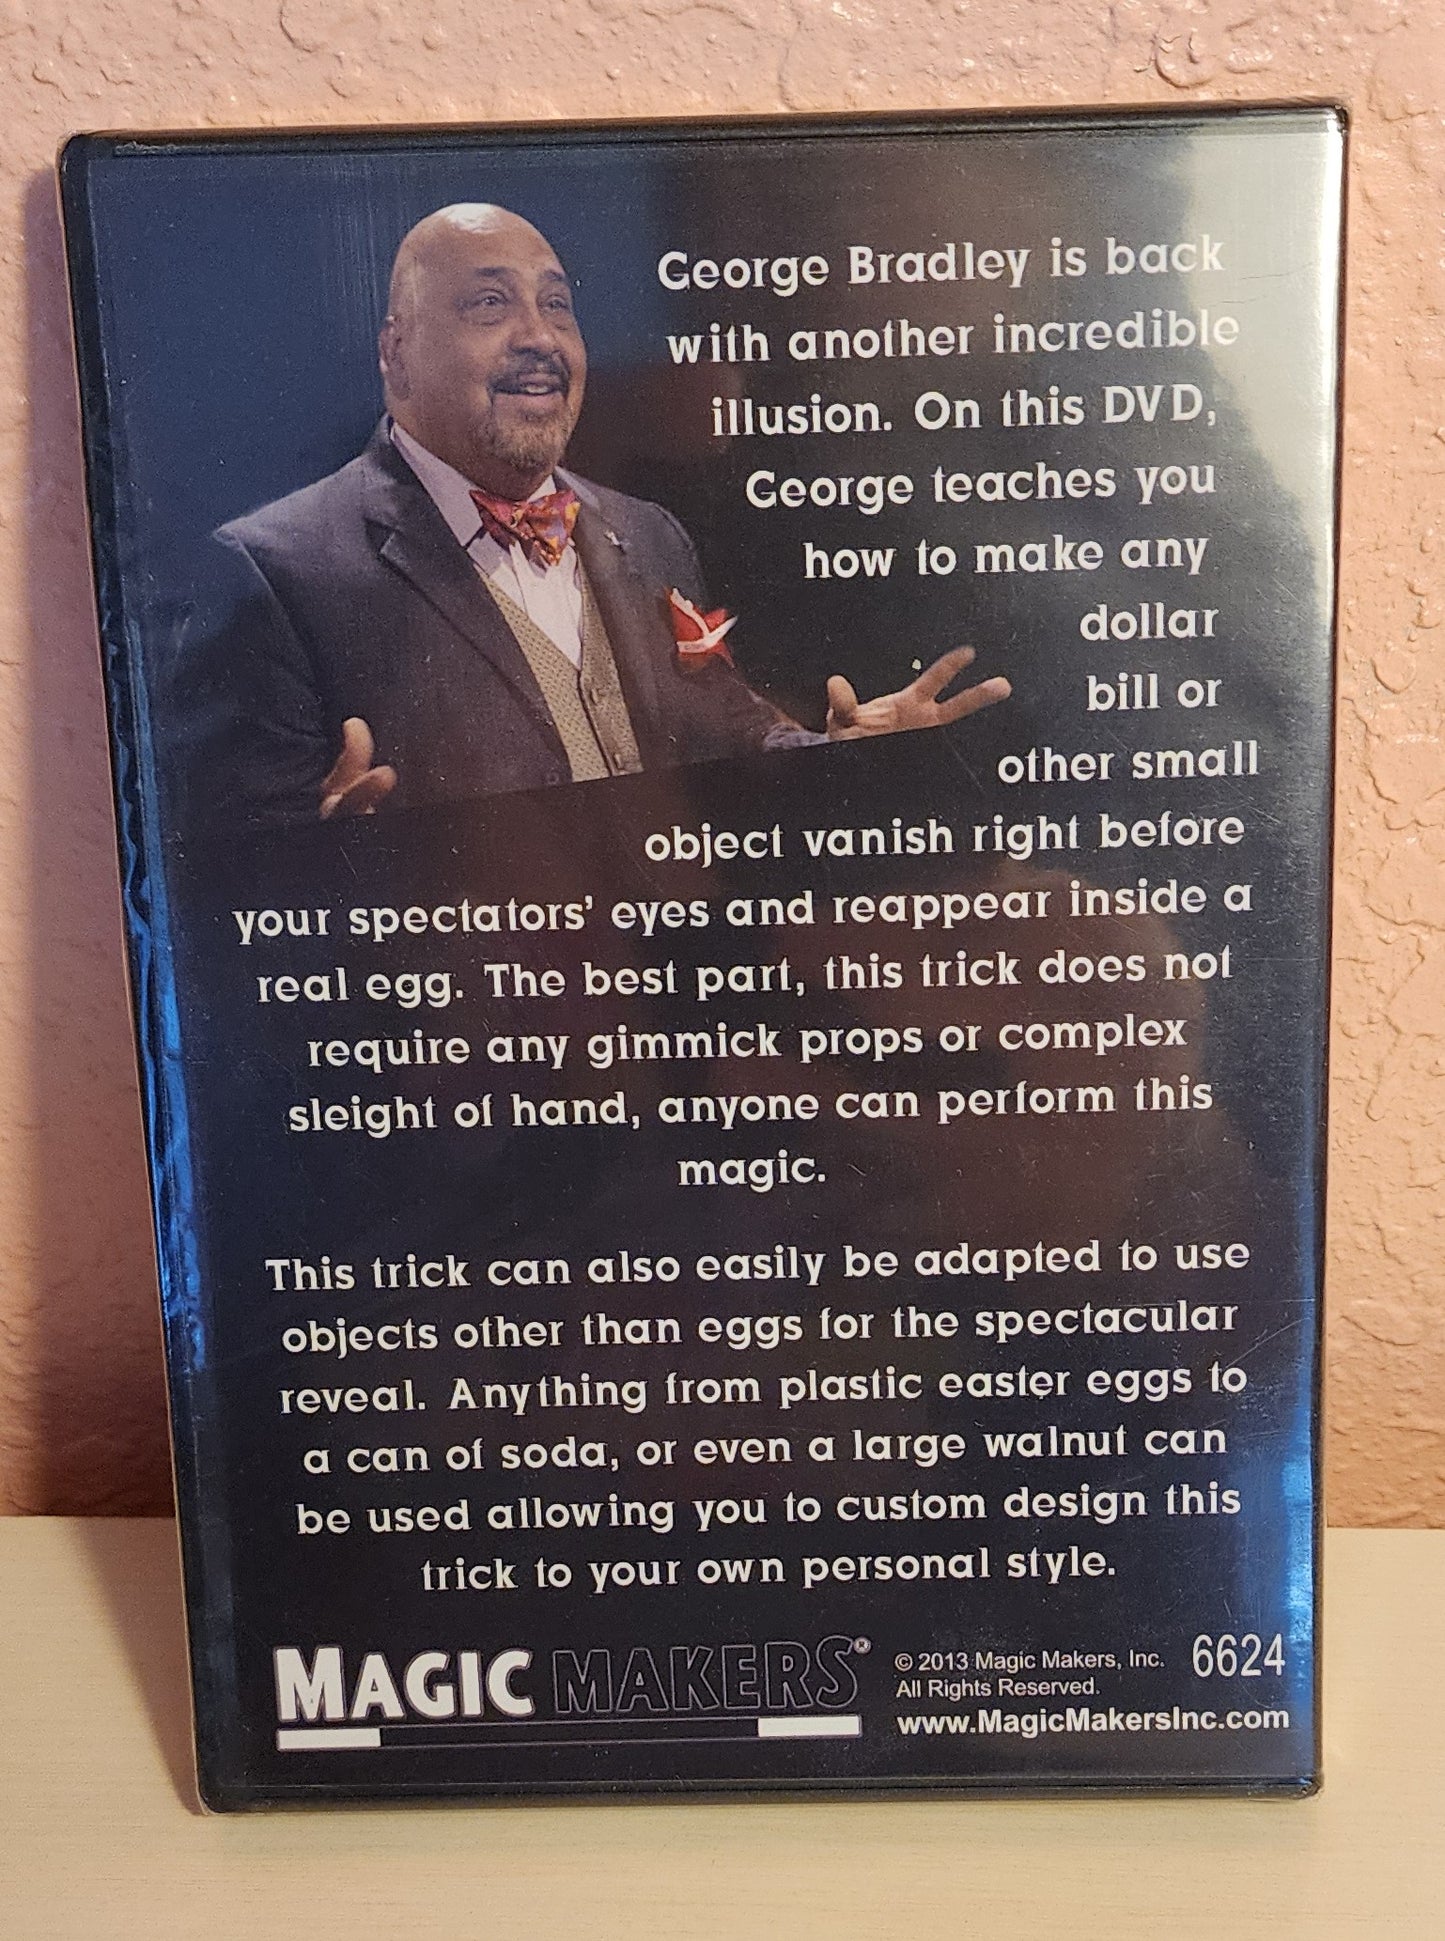 George Bradley is back
with another incredible
illusion. On this DVD,
George teaches you
how to make any
dollar
bill or
other small
object vanish right before
your spectators' eyes and reappear inside a
real egg. The best part, this trick does not
require any gimmick props or complex
sleight of hand, anyone can perform this
magic.
This trick can also easily be adapted to use
objects other than eggs for the spectacular
reveal. Anything from plastic easter eggs to
a can of soda, or even a large walnut can
be used allowing you to custom design this
trick to your own personal style.
MAGIC MAKERS®
© 2013 Magic Makers, Inc. 6624
All Rights Reserved.
www.MagicMakersInc.com